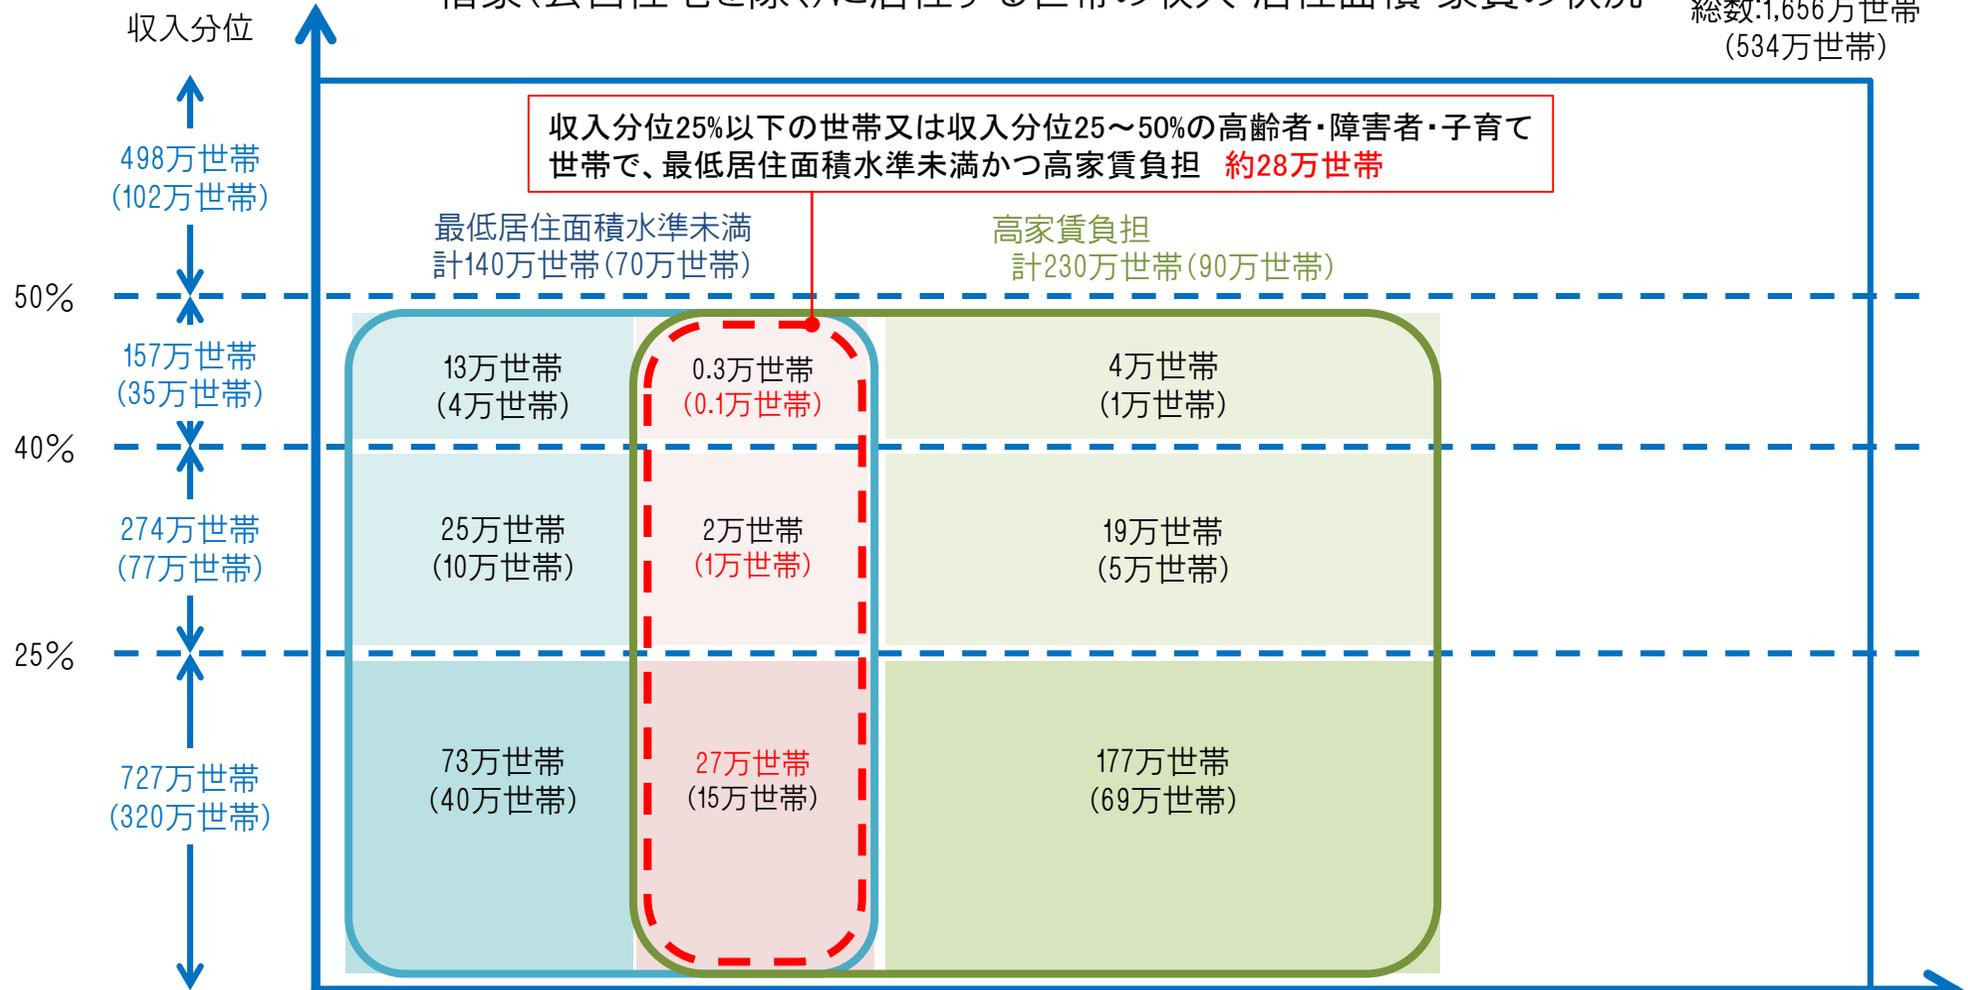 収入分位
総数:1,656万世帯
(534万世帯)
収入分位25%以下の世帯又は収入分位25～50%の高齢者・障害者・子育て
世帯で、最低居住面積水準未満かつ高家賃負担 約28万世帯
498万世帯
(102万世帯)
最低居住面積水準未満
計140万世帯(70万世帯)
高家賃負担
計230万世帯(90万世帯)
50%
157万世帯
(35万世帯)
13万世帯
(4万世帯)
0.3万世帯
(0.1万世帯)
4万世帯
(1万世帯)
40%
274万世帯
(77万世帯)
25万世帯
(10万世帯)
2万世帯
(1万世帯)
19万世帯
(5万世帯)
25%
727万世帯
(320万世帯)
73万世帯
(40万世帯)
27万世帯
(15万世帯)
177万世帯
(69万世帯)